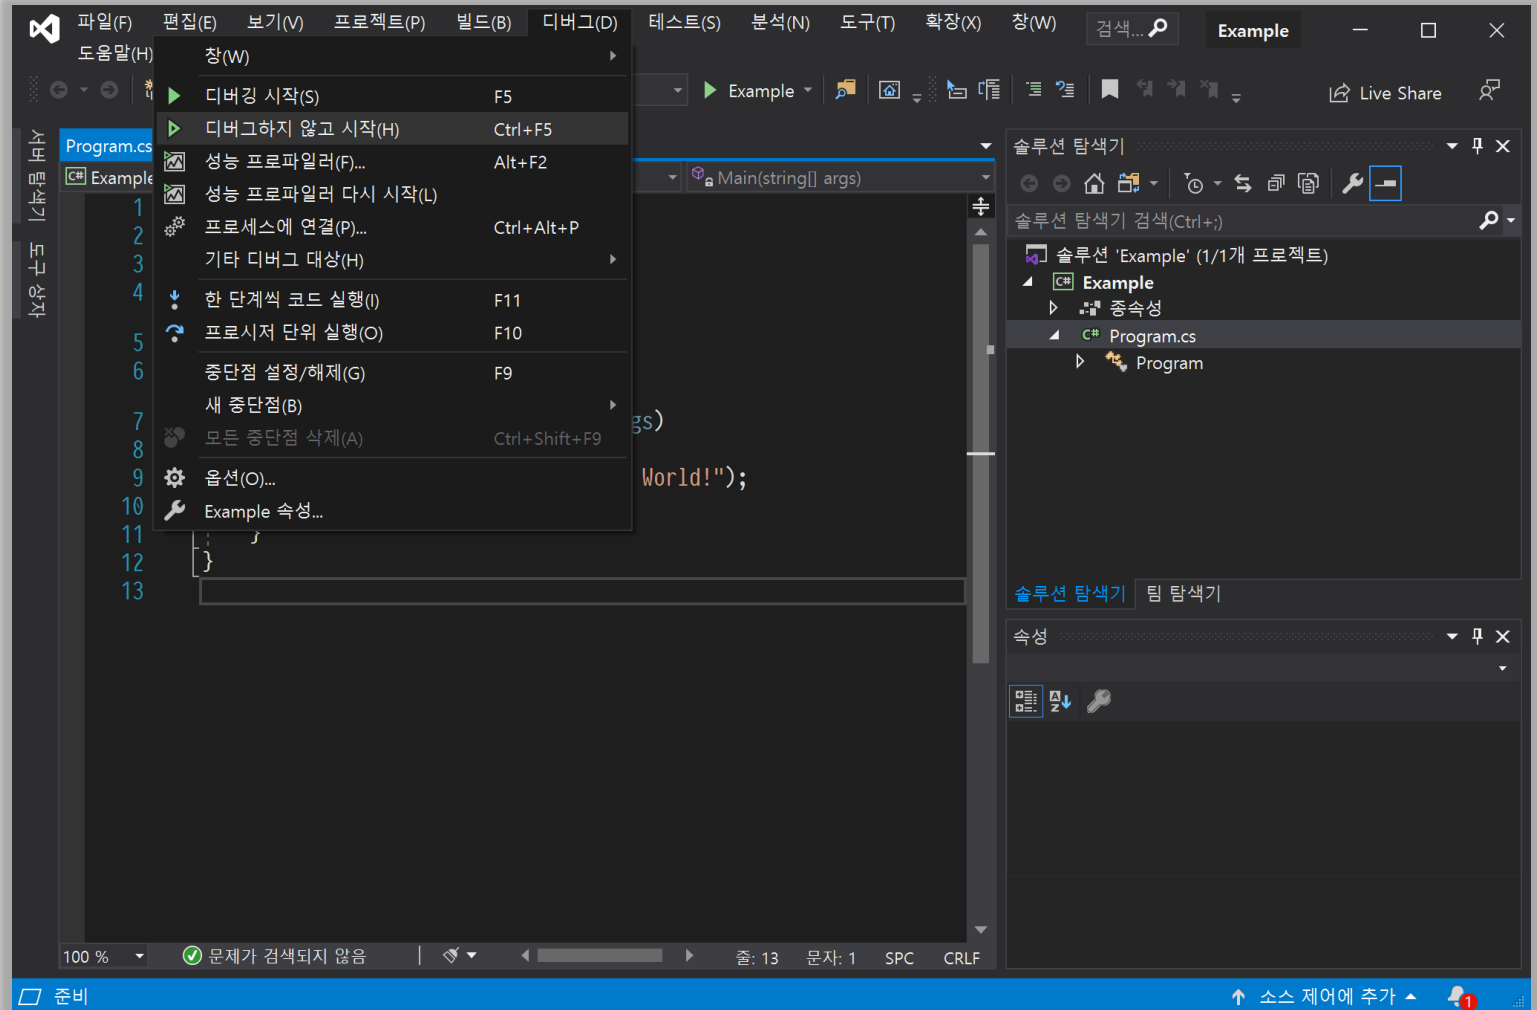 파일(F) 편집(E) 보기(V) 프로젝트(P) 빌드(B) 디버그(D) 테스트(S) 분석(N) 도구(T) 확장(X) 창(W) 검색... Example
도움말(H)
Example Live Share
창(W)
디버깅 시작(S) F5
디버그하지 않고 시작(H) Ctrl+F5
성능 프로파일러(F)... Alt+F2
성능 프로파일러 다시 시작(L)
프로세스에 연결(P)... Ctrl+Alt+P
기타 디버그 대상(H)
한 단계씩 코드 실행(I) F11
프로시저 단위 실행(O) F10
중단점 설정/해제(G) F9
새 중단점(B)
모든 중단점 삭제(A) Ctrl+Shift+F9
옵션(O)...
Example 속성...
서버 탐색기
도구 상자
Program.cs
C# Example
Main(string[] args)
1
2
3
4
5
6
7 gs)
8
9 World!");
10
11 }
12 }
13
100 % 문제가 검색되지 않음 줄: 13 문자: 1 SPC CRLF
솔루션 탐색기
솔루션 탐색기 검색(Ctrl+;)
솔루션 'Example' (1/1개 프로젝트)
C# Example
종속성
C# Program.cs
Program
솔루션 탐색기 팀 탐색기
속성
준비 소스 제어에 추가 1